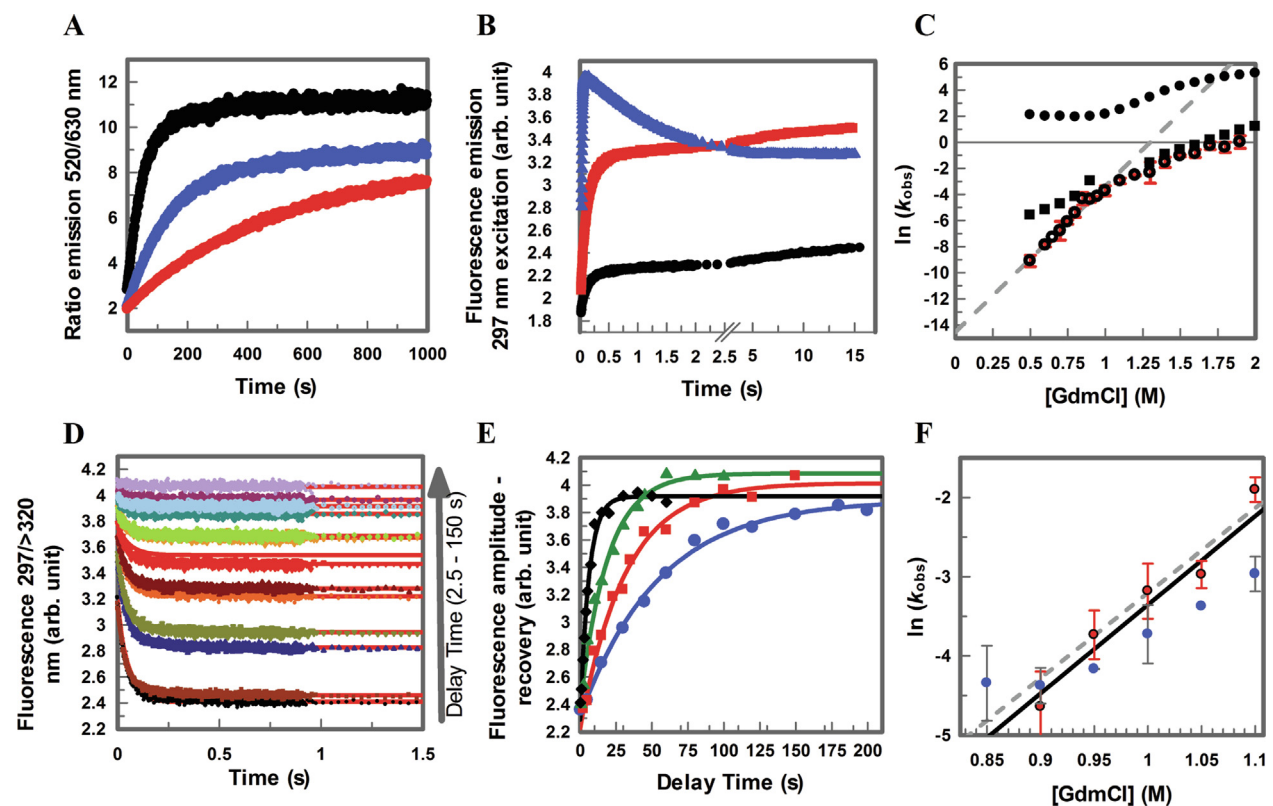 A
Ratio emission 520/630 nm
12
10
8
6
4
2
0 200 400 600 800 1000
Time (s)
B
Fluorescence emission
297 nm excitation (arb. unit)
4
3.8
3.6
3.4
3.2
3
2.8
2.6
2.4
2.2
2
1.8
0 0.5 1 1.5 2 2.5 5 10 15
Time (s)
C
ln (kobs)
6
4
2
0
-2
-4
-6
-8
-10
-12
-14
0 0.25 0.5 0.75 1 1.25 1.5 1.75 2
[GdmCl] (M)
D
Fluorescence 297/>320
nm (arb. unit)
4.2
4
3.8
3.6
3.4
3.2
3
2.8
2.6
2.4
2.2
0 0.5 1 1.5
Time (s)
Delay Time (2.5 - 150 s)
E
Fluorescence amplitude -
recovery (arb. unit)
4.2
4
3.8
3.6
3.4
3.2
3
2.8
2.6
2.4
2.2
0 25 50 75 100 125 150 175 200
Delay Time (s)
F
ln (kobs)
-2
-3
-4
-5
0.85 0.9 0.95 1 1.05 1.1
[GdmCl] (M)